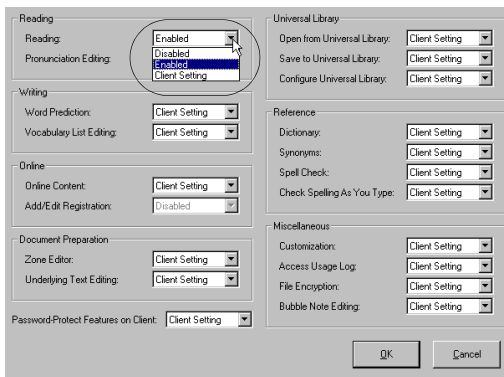 Reading
Reading: Enabled
Disabled
Enabled
Client Setting
Pronunciation Editing:
Writing
Word Prediction: Client Setting
Vocabulary List Editing: Client Setting
Online
Online Content: Client Setting
Add/Edit Registration: Disabled
Document Preparation
Zone Editor: Client Setting
Underlying Text Editing: Client Setting
Password-Protect Features on Client: Client Setting
Universal Library
Open from Universal Library: Client Setting
Save to Universal Library: Client Setting
Configure Universal Library: Client Setting
Reference
Dictionary: Client Setting
Synonyms: Client Setting
Spell Check: Client Setting
Check Spelling As You Type: Client Setting
Miscellaneous
Customization: Client Setting
Access Usage Log: Client Setting
File Encryption: Client Setting
Bubble Note Editing: Client Setting
OK
Cancel